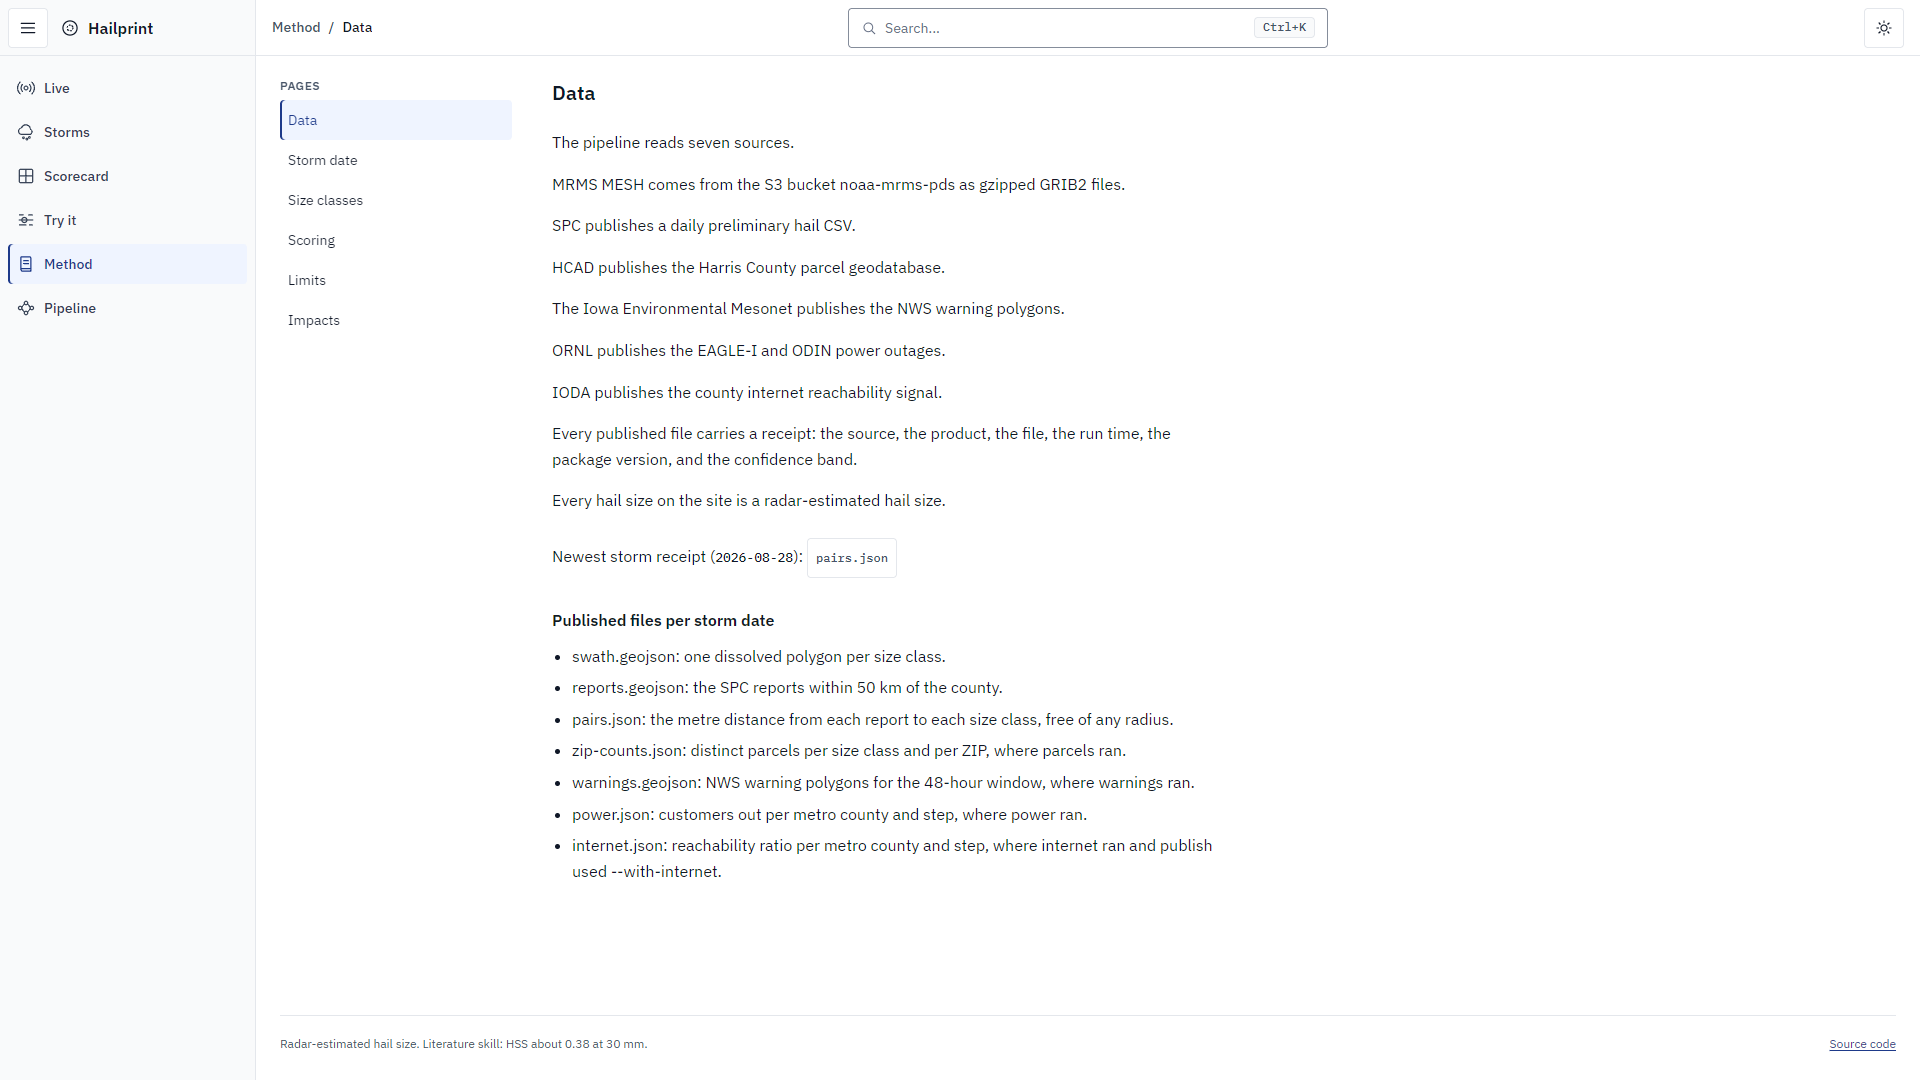 Hailprint
Method / Data
Search...
Ctrl+K
Live
Storms
Scorecard
Try it
Method
Pipeline
PAGES
Data
Storm date
Size classes
Scoring
Limits
Impacts
Data
The pipeline reads seven sources.
MRMS MESH comes from the S3 bucket noaa-mrms-pds as gzipped GRIB2 files.
SPC publishes a daily preliminary hail CSV.
HCAD publishes the Harris County parcel geodatabase.
The Iowa Environmental Mesonet publishes the NWS warning polygons.
ORNL publishes the EAGLE-I and ODIN power outages.
IODA publishes the county internet reachability signal.
Every published file carries a receipt: the source, the product, the file, the run time, the
package version, and the confidence band.
Every hail size on the site is a radar-estimated hail size.
Newest storm receipt (2026-08-28): pairs.json
Published files per storm date
• swath.geojson: one dissolved polygon per size class.
• reports.geojson: the SPC reports within 50 km of the county.
• pairs.json: the metre distance from each report to each size class, free of any radius.
• zip-counts.json: distinct parcels per size class and per ZIP, where parcels ran.
• warnings.geojson: NWS warning polygons for the 48-hour window, where warnings ran.
• power.json: customers out per metro county and step, where power ran.
• internet.json: reachability ratio per metro county and step, where internet ran and publish
used --with-internet.
Radar-estimated hail size. Literature skill: HSS about 0.38 at 30 mm.
Source code